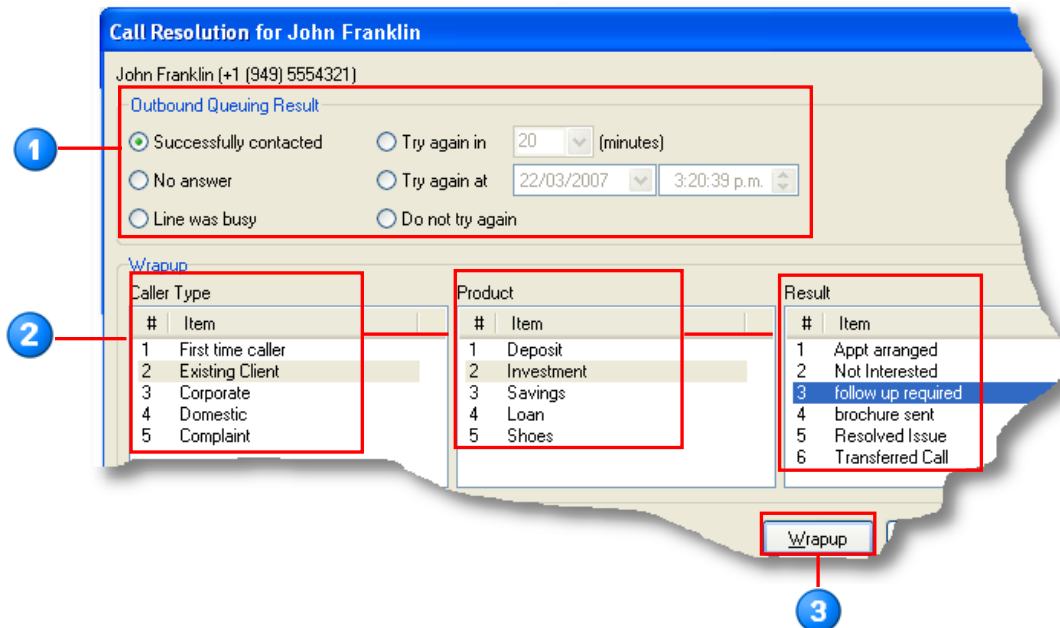 Call Resolution for John Franklin
John Franklin (+1 (949) 5554321)
Outbound Queuing Result
1
Successfully contacted
Try again in
20
(minutes)
No answer
Try again at
22/03/2007
3:20:39 p.m.
Line was busy
Do not try again
Wrapup
Caller Type
Product
Result
2
# Item
1 First time caller
2 Existing Client
3 Corporate
4 Domestic
5 Complaint
# Item
1 Deposit
2 Investment
3 Savings
4 Loan
5 Shoes
# Item
1 Appt arranged
2 Not Interested
3 follow up required
4 brochure sent
5 Resolved Issue
6 Transferred Call
Wrapup
3